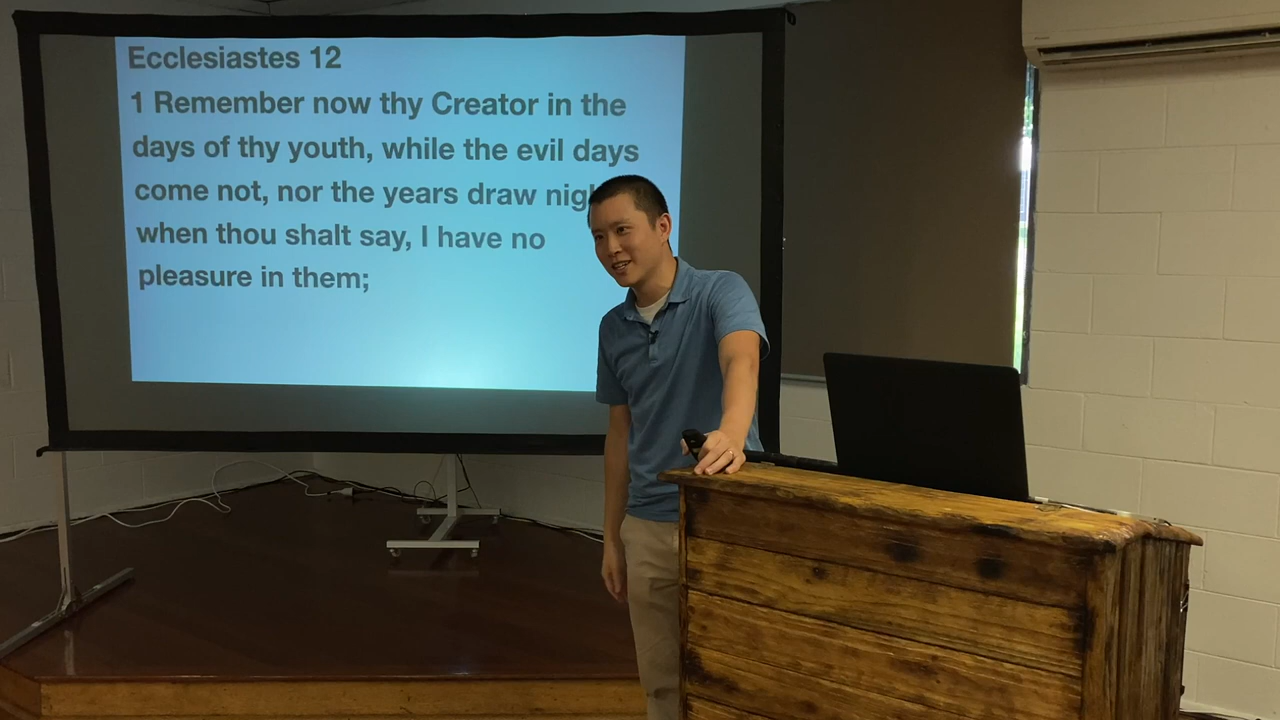 Ecclesiastes 12
1 Remember now thy Creator in the
days of thy youth, while the evil days
come not, nor the years draw nig
when thou shalt say, I have no
pleasure in them;